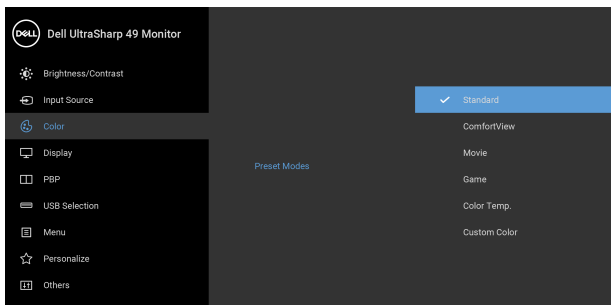 DELL Dell UltraSharp 49 Monitor
Brightness/Contrast
Input Source
Color
Display
PBP
USB Selection
Menu
Personalize
Others
Preset Modes
Standard
ComfortView
Movie
Game
Color Temp.
Custom Color